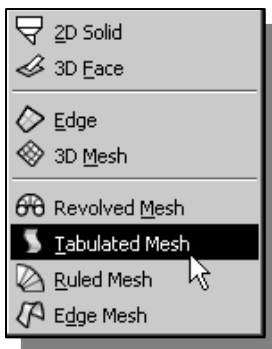 2D Solid
3D Face
Edge
3D Mesh
Revolved Mesh
Tabulated Mesh
Ruled Mesh
Edge Mesh